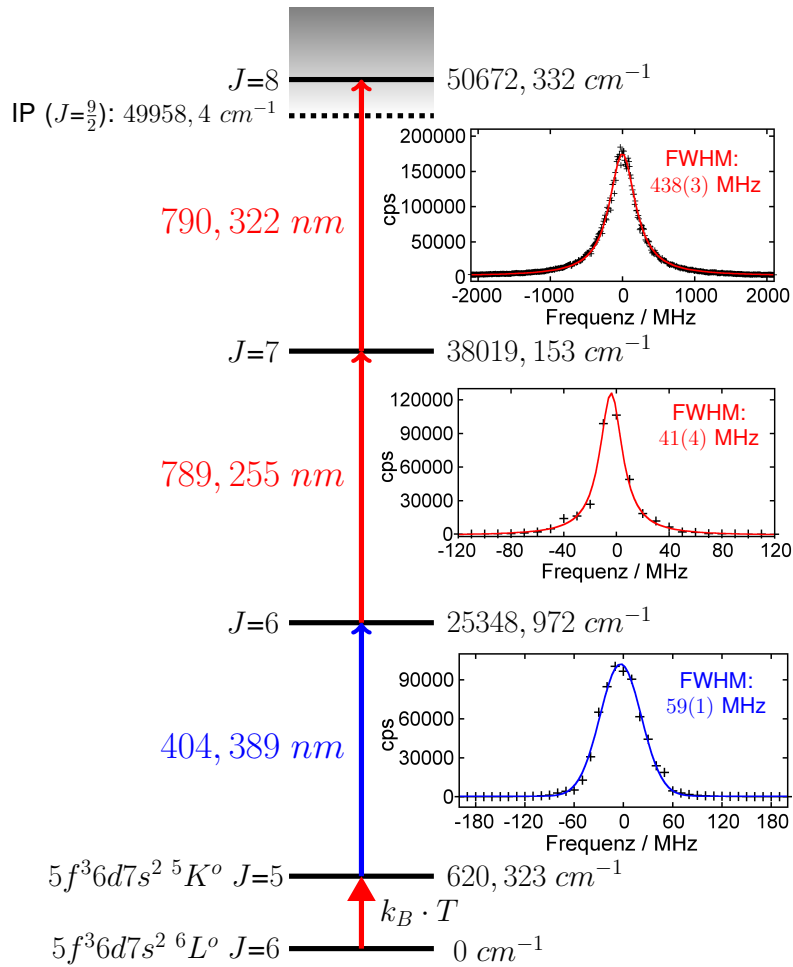 J=8
50672,332 cm⁻¹
IP (J=9/2): 49958,4 cm⁻¹
790,322 nm
200000
150000
100000
50000
0
cps
FWHM:
438(3) MHz
-2000 -1000 0 1000 2000
Frequenz / MHz
J=7
38019,153 cm⁻¹
789,255 nm
120000
90000
60000
30000
0
cps
FWHM:
41(4) MHz
-120 -80 -40 0 40 80 120
Frequenz / MHz
J=6
25348,972 cm⁻¹
404,389 nm
90000
60000
30000
0
cps
FWHM:
59(1) MHz
-180 -120 -60 0 60 120 180
Frequenz / MHz
5f³6d7s² ⁵Kᵒ J=5
620,323 cm⁻¹
k_B · T
5f³6d7s² ⁶Lᵒ J=6
0 cm⁻¹